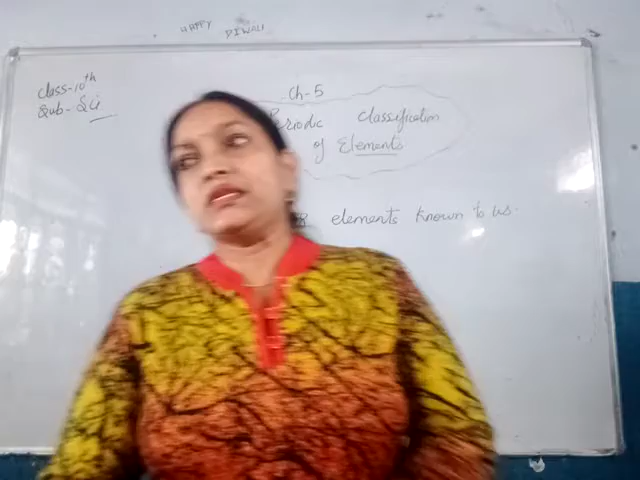 HAPPY
DIWALI
Class-10th
Sub- Sci
Ch-5
Periodic classification
of Elements
elements known to us.